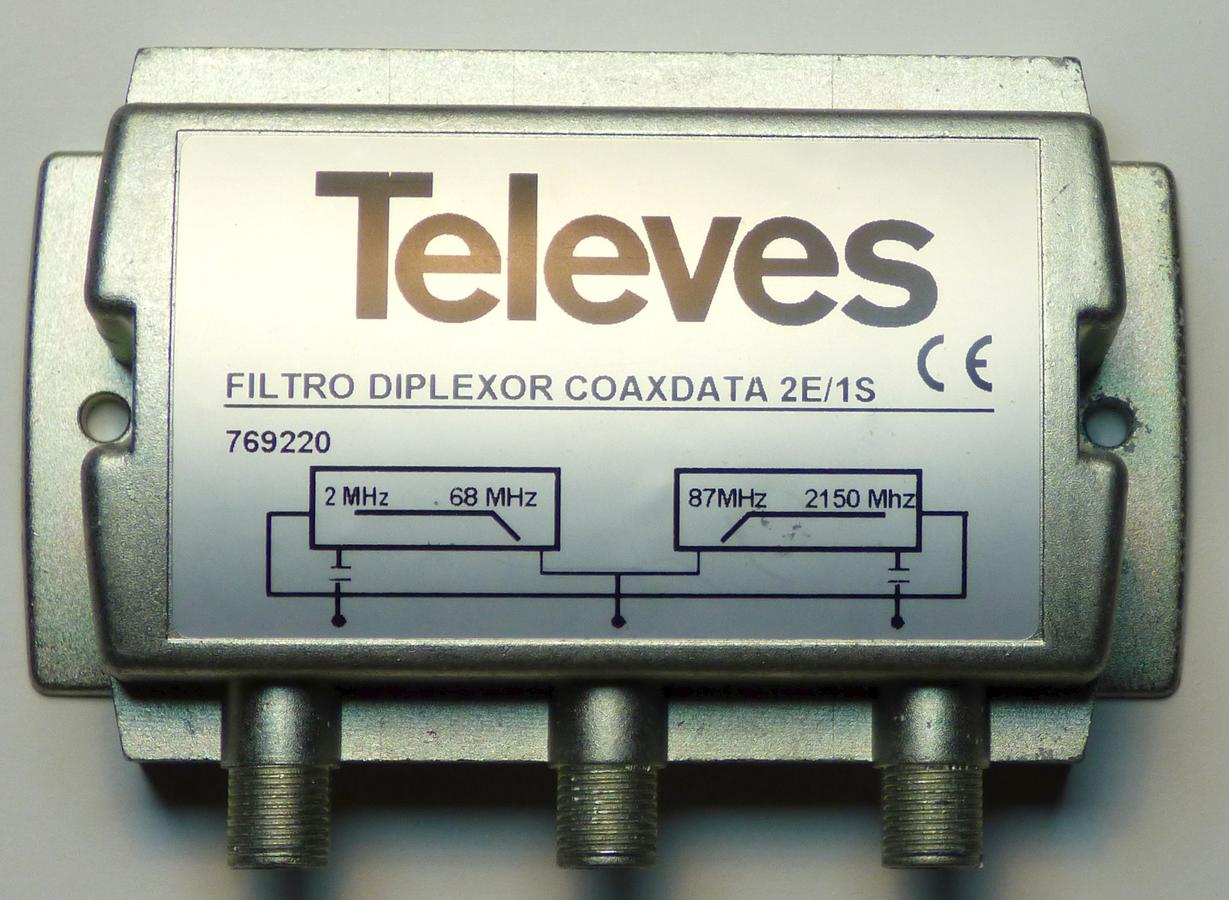 Televes
CE
FILTRO DIPLEXOR COAXDATA 2E/1S
769220
2 MHz 68 MHz 87MHz 2150 Mhz